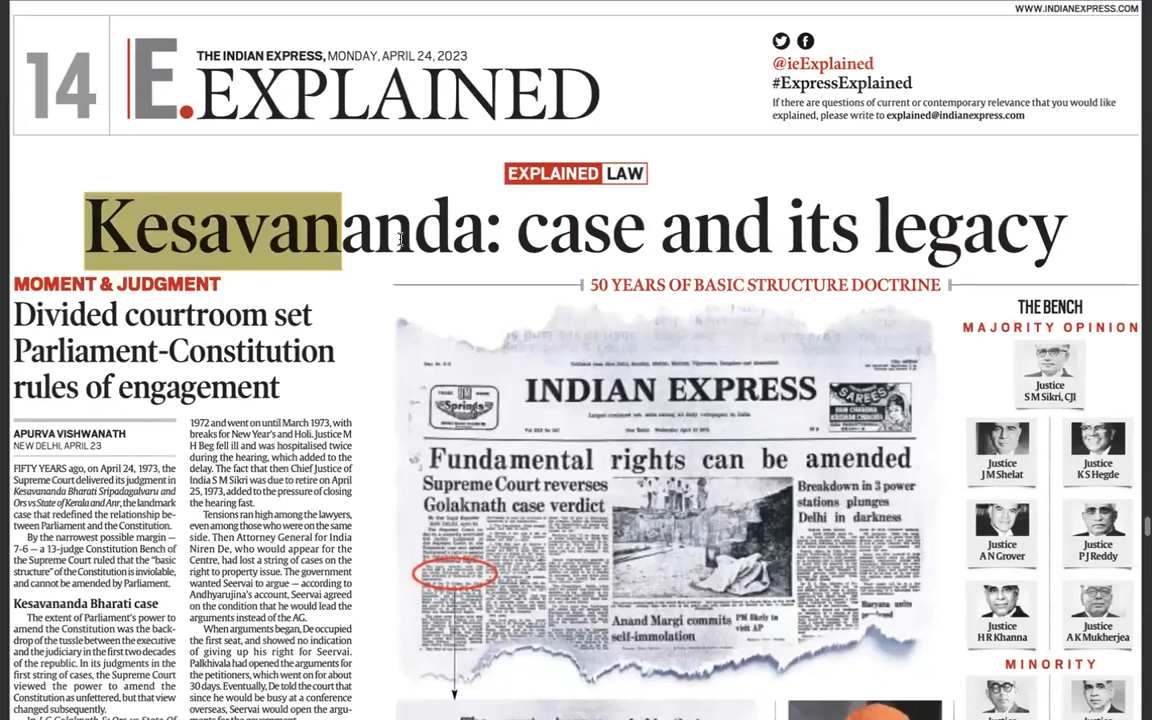 WWW.INDIANEXPRESS.COM
14
E.EXPLAINED
THE INDIAN EXPRESS, MONDAY, APRIL 24, 2023
@ieExplained
#ExpressExplained
If there are questions of current or contemporary relevance that you would like
explained, please write to explained@indianexpress.com
EXPLAINED LAW
Kesavananda: case and its legacy
MOMENT & JUDGMENT
Divided courtroom set
Parliament-Constitution
rules of engagement
APURVA VISHWANATH
NEW DELHI, APRIL 23
FIFTY YEARS ago, on April 24, 1973, the
Supreme Court delivered its judgment in
Kesavananda Bharati Sripadagalvaru and
Ors vs State of Kerala and Anr, the landmark
case that redefined the relationship be-
tween Parliament and the Constitution.
By the narrowest possible margin —
7-6 — a 13-judge Constitution Bench of
the Supreme Court ruled that the "basic
structure" of the Constitution is inviolable,
and cannot be amended by Parliament.
Kesavananda Bharati case
The extent of Parliament's power to
amend the Constitution was the back-
drop of the tussle between the executive
and the judiciary in the first two decades
of the republic. In its judgments in the
first string of cases, the Supreme Court
viewed the power to amend the
Constitution as unfettered, but that view
changed subsequently.
1972 and went on until March 1973, with
breaks for New Year's and Holi. Justice M
H Beg fell ill and was hospitalised twice
during the hearing, which added to the
delay. The fact that then Chief Justice of
India S M Sikri was due to retire on April
25, 1973, added to the pressure of closing
the hearing fast.
Tensions ran high among the lawyers,
even among those who were on the same
side. Then Attorney General for India
Niren De, who would appear for the
Centre, had lost a string of cases on the
right to property issue. The government
wanted Seervai to argue — according to
Andhyarujina's account, Seervai agreed
on the condition that he would lead the
arguments instead of the AG.
When arguments began, De occupied
the first seat, and showed no indication
of giving up his right for Seervai.
Palkhivala had opened the arguments for
the petitioners, which went on for about
30 days. Eventually, De told the court that
since he would be busy at a conference
overseas, Seervai would open the argu-
ments for the government.
50 YEARS OF BASIC STRUCTURE DOCTRINE
Springs
INDIAN EXPRESS
SAREES
Fundamental rights can be amended
Supreme Court reverses
Golaknath case verdict
Breakdown in 3 power
stations plunges
Delhi in darkness
Anand Margi commits
self-immolation
PM likely to
visit AP
Haryana units
THE BENCH
MAJORITY OPINION
Justice
S M Sikri, CJI
Justice
J M Shelat
Justice
K S Hegde
Justice
A N Grover
Justice
P J Reddy
Justice
H R Khanna
Justice
A K Mukherjea
MINORITY
Justice
Justice